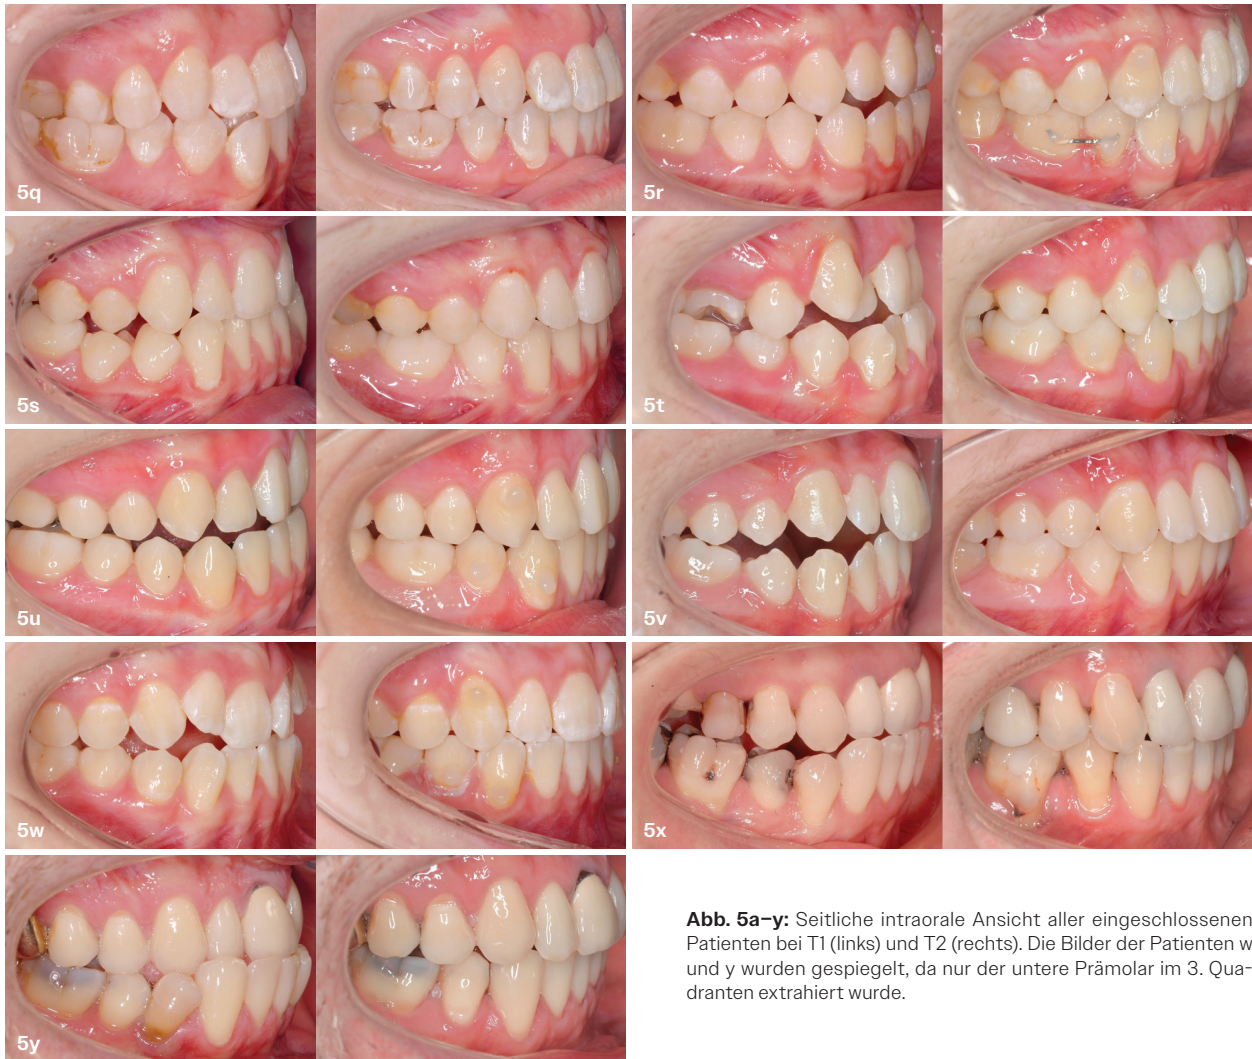 5q
5r
5s
5t
5u
5v
5w
5x
5y
Abb. 5a–y: Seitliche intraorale Ansicht aller eingeschlossenen
Patienten bei T1 (links) und T2 (rechts). Die Bilder der Patienten w
und y wurden gespiegelt, da nur der untere Prämolar im 3. Qua-
dranten extrahiert wurde.